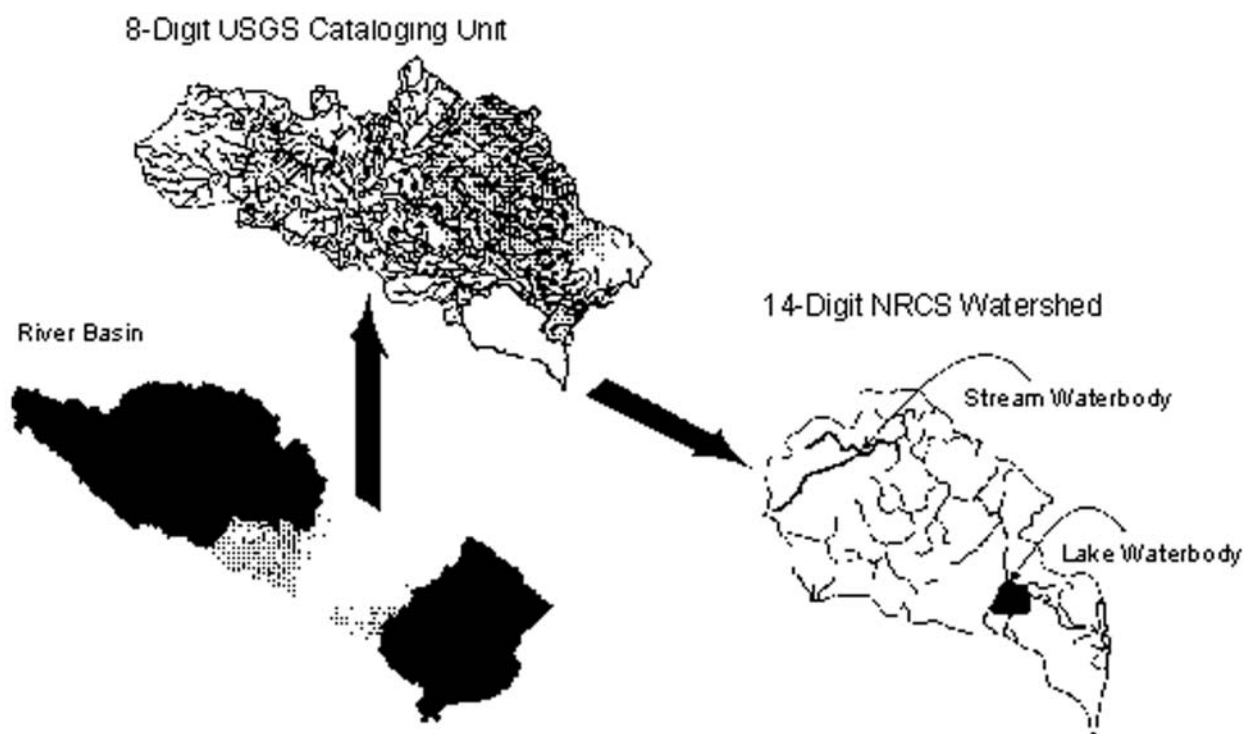 8-Digit USGS Cataloging Unit
River Basin
14-Digit NRCS Watershed
Stream Waterbody
Lake Waterbody